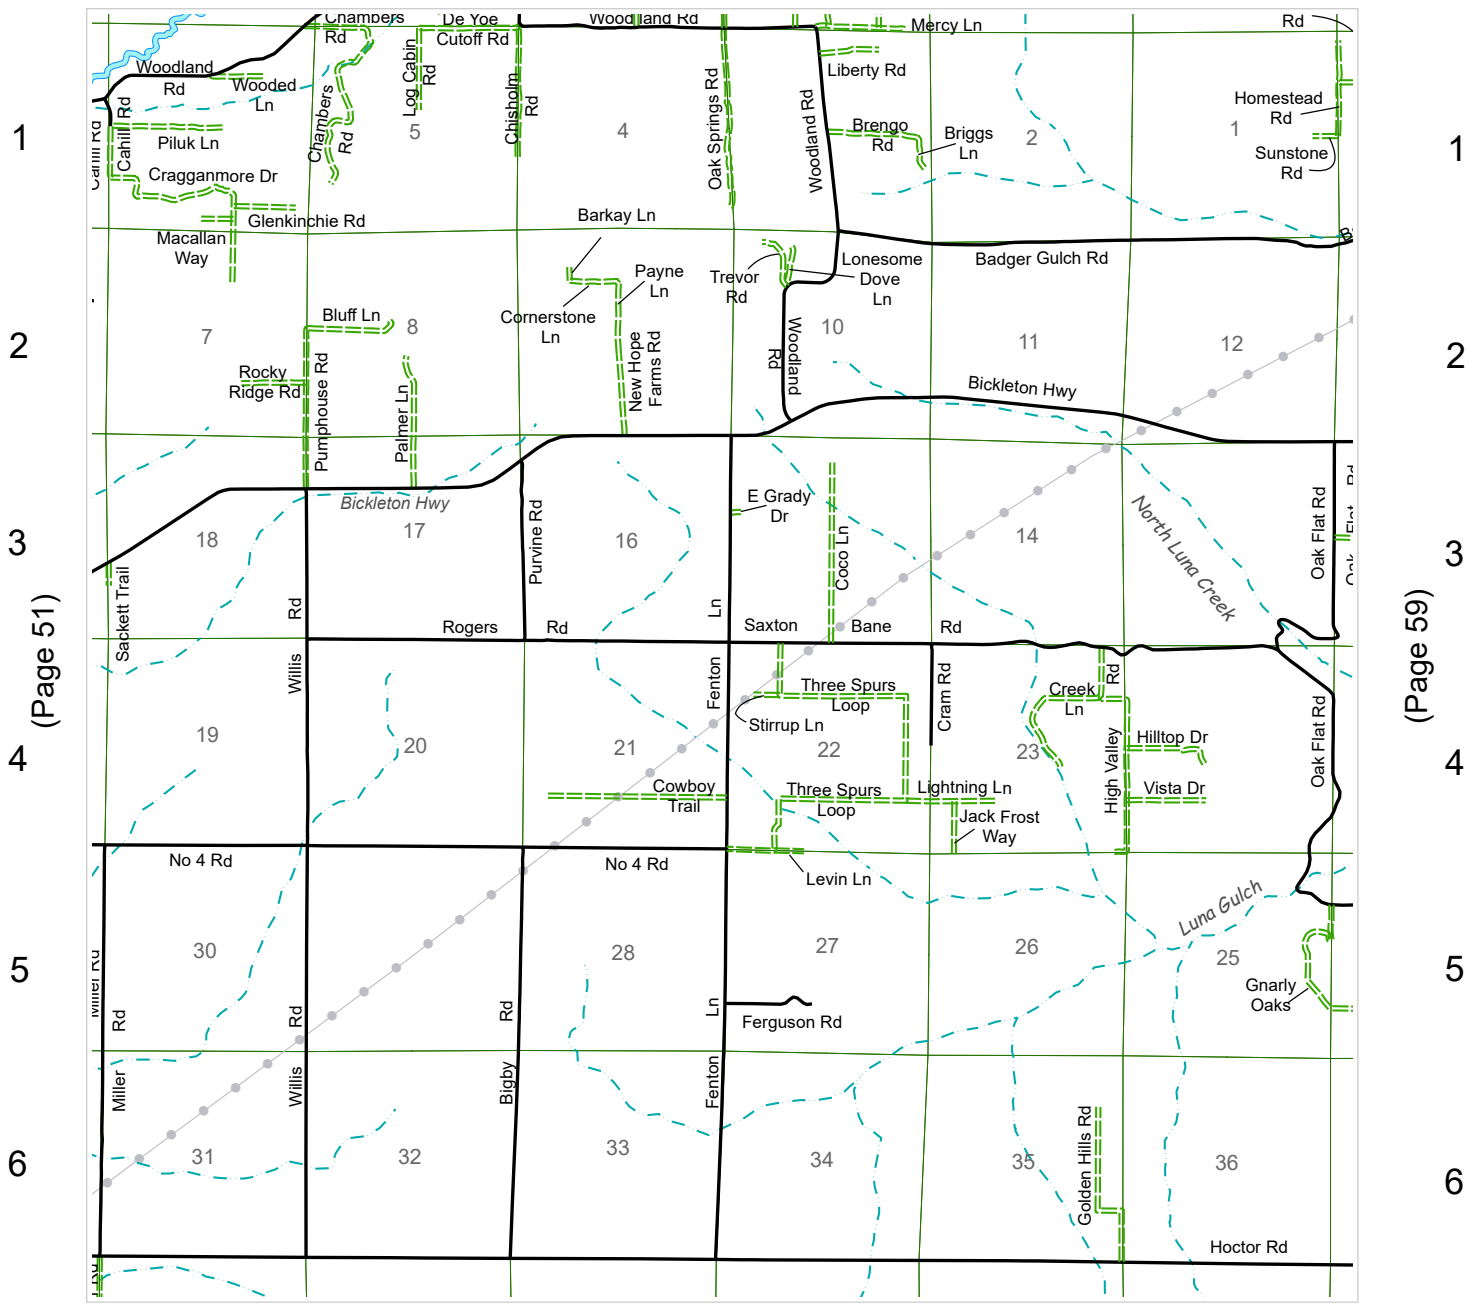 Chambers
Rd
De Yoe
Cutoff Rd
Woodland Rd
Mercy Ln
Rd
Woodland
Rd
Wooded
Ln
Log Cabin
Rd
Liberty Rd
Chisholm
Rd
Oak Springs Rd
Woodland Rd
Homestead
Rd
Cahill Rd
Cahill Rd
Piluk Ln
Chambers
Rd
5
4
Brengo
Rd
Briggs
Ln
2
1
Sunstone
Rd
1
1
Cragganmore Dr
Glenkinchie Rd
Macallan
Way
Barkay Ln
Payne
Ln
Cornerstone
Ln
New Hope
Farms Rd
Trevor
Rd
Lonesome
Dove
Ln
Badger Gulch Rd
B
2
7
Bluff Ln
8
Woodland
Rd
10
11
12
2
Rocky
Ridge Rd
Pumphouse Rd
Palmer Ln
Bickleton Hwy
Bickleton Hwy
3
18
17
Purvine Rd
16
E Grady
Dr
Coco Ln
14
North Luna Creek
Oak Flat Rd
Oak Flat Rd
3
(Page 51)
(Page 59)
Sackett Trail
Rd
Rogers
Rd
Ln
Saxton
Bane
Rd
Willis
Fenton
Three Spurs
Loop
Stirrup Ln
Cram Rd
Creek
Ln
Rd
High Valley
Hilltop Dr
Vista Dr
Oak Flat Rd
4
19
20
21
22
23
4
Cowboy
Trail
Three Spurs
Loop
Lightning Ln
Jack Frost
Way
No 4 Rd
No 4 Rd
Levin Ln
Luna Gulch
5
30
28
27
26
25
5
Miller Rd
Rd
Rd
Rd
Ln
Ferguson Rd
Gnarly
Oaks
Miller
Willis
Bigby
Fenton
6
31
32
33
34
35
36
6
Golden Hills Rd
Hoctor Rd
Rd